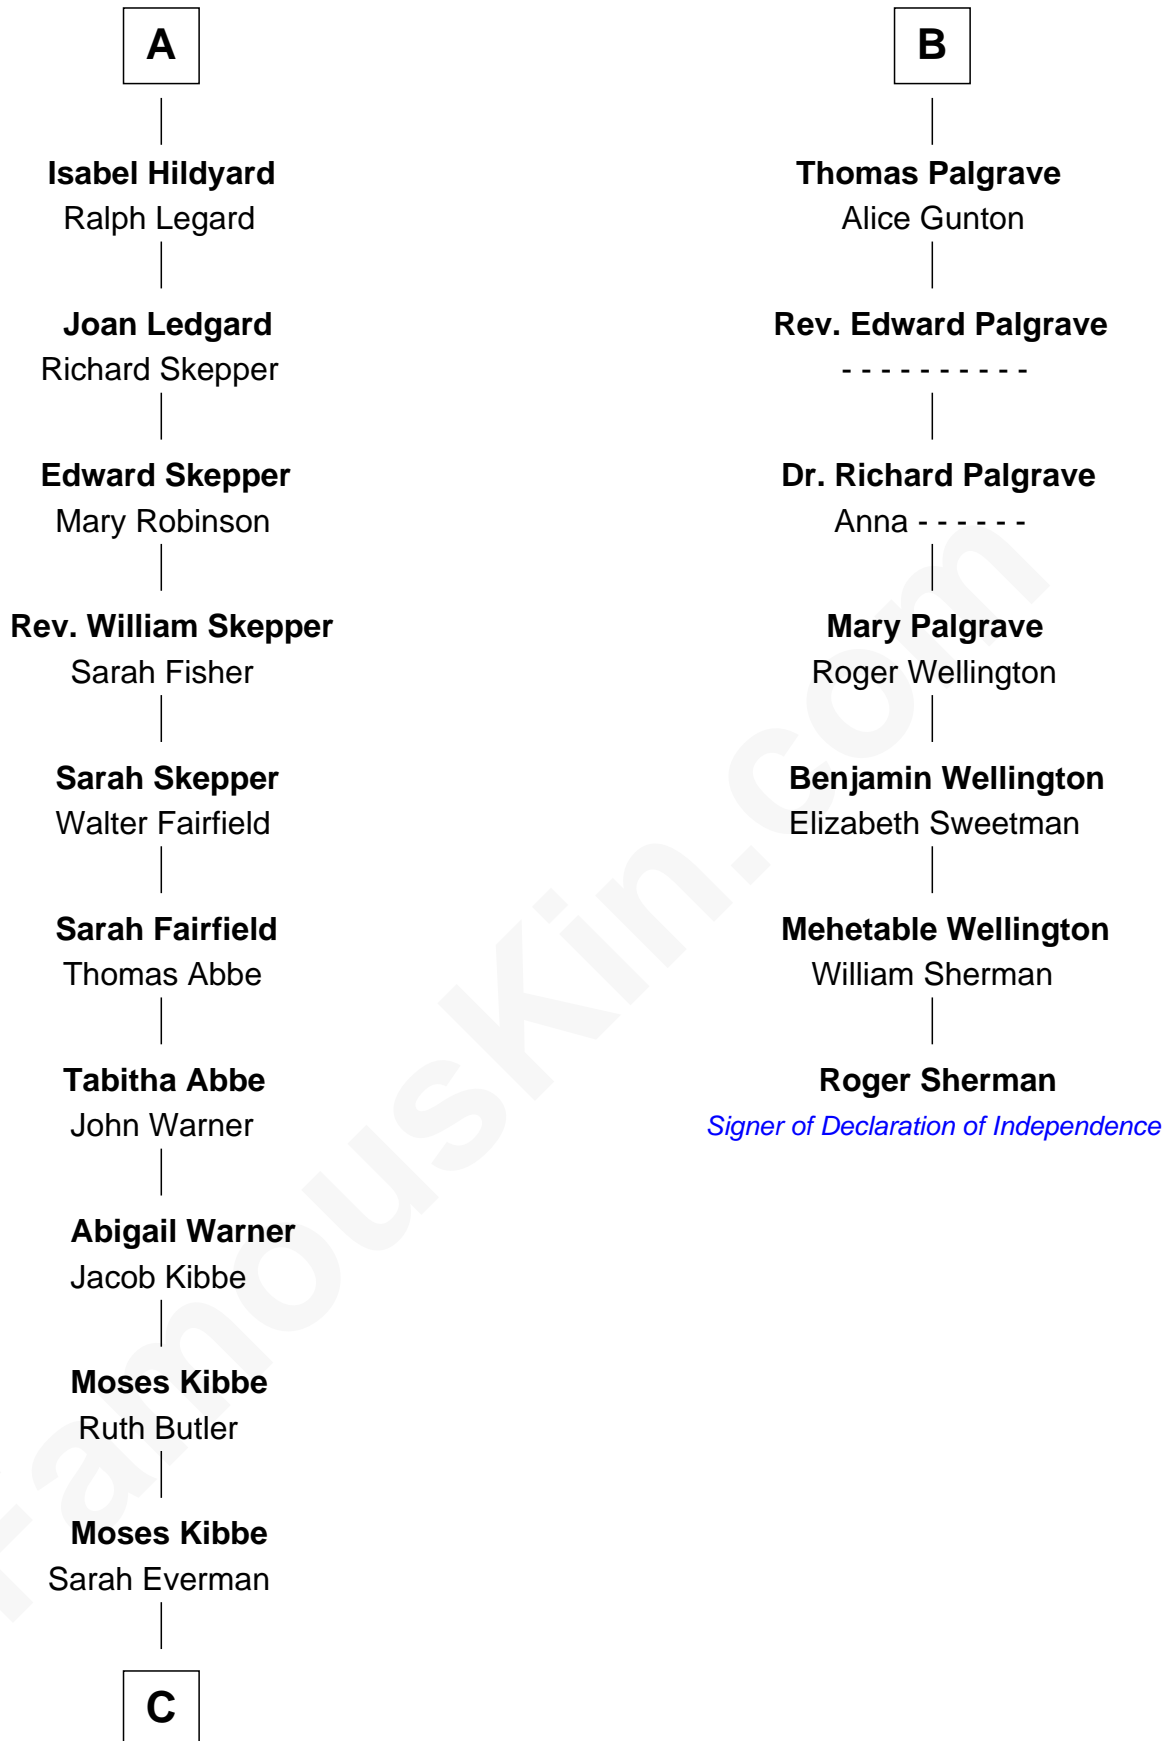 A
Isabel Hildyard
Ralph Legard
Joan Ledgard
Richard Skepper
Edward Skepper
Mary Robinson
Rev. William Skepper
Sarah Fisher
Sarah Skepper
Walter Fairfield
Sarah Fairfield
Thomas Abbe
Tabitha Abbe
John Warner
Abigail Warner
Jacob Kibbe
Moses Kibbe
Ruth Butler
Moses Kibbe
Sarah Everman
C
B
Thomas Palgrave
Alice Gunton
Rev. Edward Palgrave
- - - - - - - - - -
Dr. Richard Palgrave
Anna - - - - - -
Mary Palgrave
Roger Wellington
Benjamin Wellington
Elizabeth Sweetman
Mehetable Wellington
William Sherman
Roger Sherman
Signer of Declaration of Independence
FamousKin.com